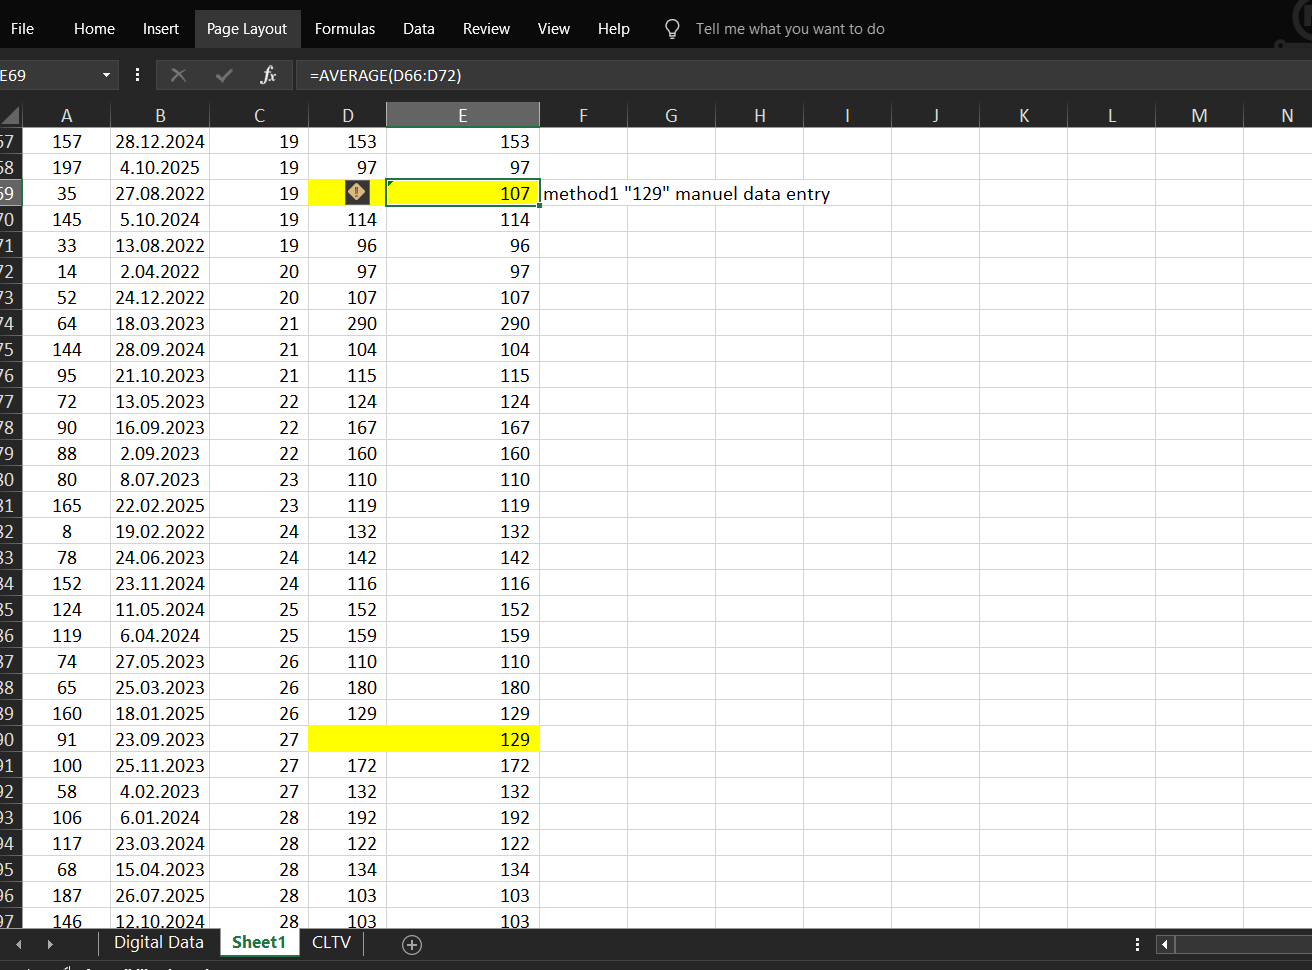 File Home Insert Page Layout Formulas Data Review View Help Tell me what you want to do
E69 fx =AVERAGE(D66:D72)
A B C D E F G H I J K L M N
67 157 28.12.2024 19 153 153
68 197 4.10.2025 19 97 97
69 35 27.08.2022 19 107 method1 "129" manuel data entry
70 145 5.10.2024 19 114 114
71 33 13.08.2022 19 96 96
72 14 2.04.2022 20 97 97
73 52 24.12.2022 20 107 107
74 64 18.03.2023 21 290 290
75 144 28.09.2024 21 104 104
76 95 21.10.2023 21 115 115
77 72 13.05.2023 22 124 124
78 90 16.09.2023 22 167 167
79 88 2.09.2023 22 160 160
80 80 8.07.2023 23 110 110
81 165 22.02.2025 23 119 119
82 8 19.02.2022 24 132 132
83 78 24.06.2023 24 142 142
84 152 23.11.2024 24 116 116
85 124 11.05.2024 25 152 152
86 119 6.04.2024 25 159 159
87 74 27.05.2023 26 110 110
88 65 25.03.2023 26 180 180
89 160 18.01.2025 26 129 129
90 91 23.09.2023 27 129
91 100 25.11.2023 27 172 172
92 58 4.02.2023 27 132 132
93 106 6.01.2024 28 192 192
94 117 23.03.2024 28 122 122
95 68 15.04.2023 28 134 134
96 187 26.07.2025 28 103 103
97 146 12.10.2024 28 103 103
Digital Data Sheet1 CLTV